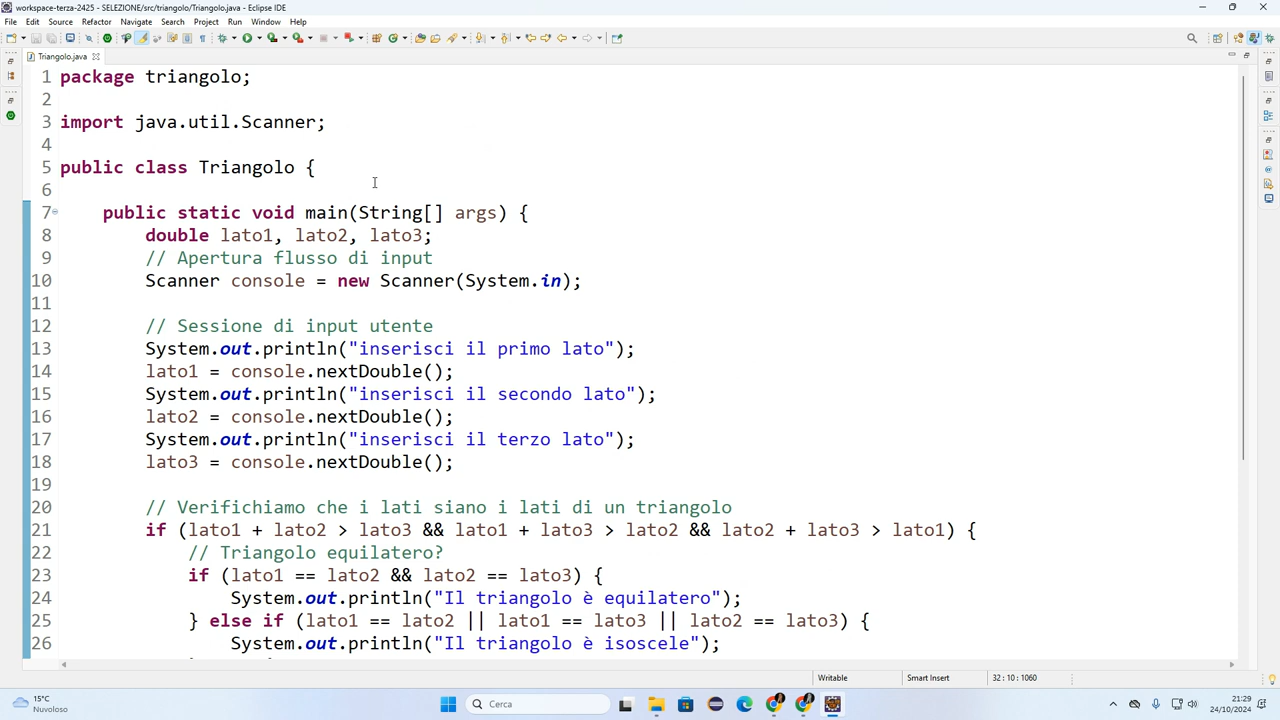 workspace-terza-2425 - SELEZIONE/src/triangolo/Triangolo.java - Eclipse IDE
File Edit Source Refactor Navigate Search Project Run Window Help
Triangolo.java
1 package triangolo;
2
3 import java.util.Scanner;
4
5 public class Triangolo {
6
7 public static void main(String[] args) {
8 double lato1, lato2, lato3;
9 // Apertura flusso di input
10 Scanner console = new Scanner(System.in);
11
12 // Sessione di input utente
13 System.out.println("inserisci il primo lato");
14 lato1 = console.nextDouble();
15 System.out.println("inserisci il secondo lato");
16 lato2 = console.nextDouble();
17 System.out.println("inserisci il terzo lato");
18 lato3 = console.nextDouble();
19
20 // Verifichiamo che i lati siano i lati di un triangolo
21 if (lato1 + lato2 > lato3 && lato1 + lato3 > lato2 && lato2 + lato3 > lato1) {
22 // Triangolo equilatero?
23 if (lato1 == lato2 && lato2 == lato3) {
24 System.out.println("Il triangolo è equilatero");
25 } else if (lato1 == lato2 || lato1 == lato3 || lato2 == lato3) {
26 System.out.println("Il triangolo è isoscele");
Writable Smart Insert 32 : 10 : 1060
15°C
Nuvoloso
Cerca
21:29
24/10/2024